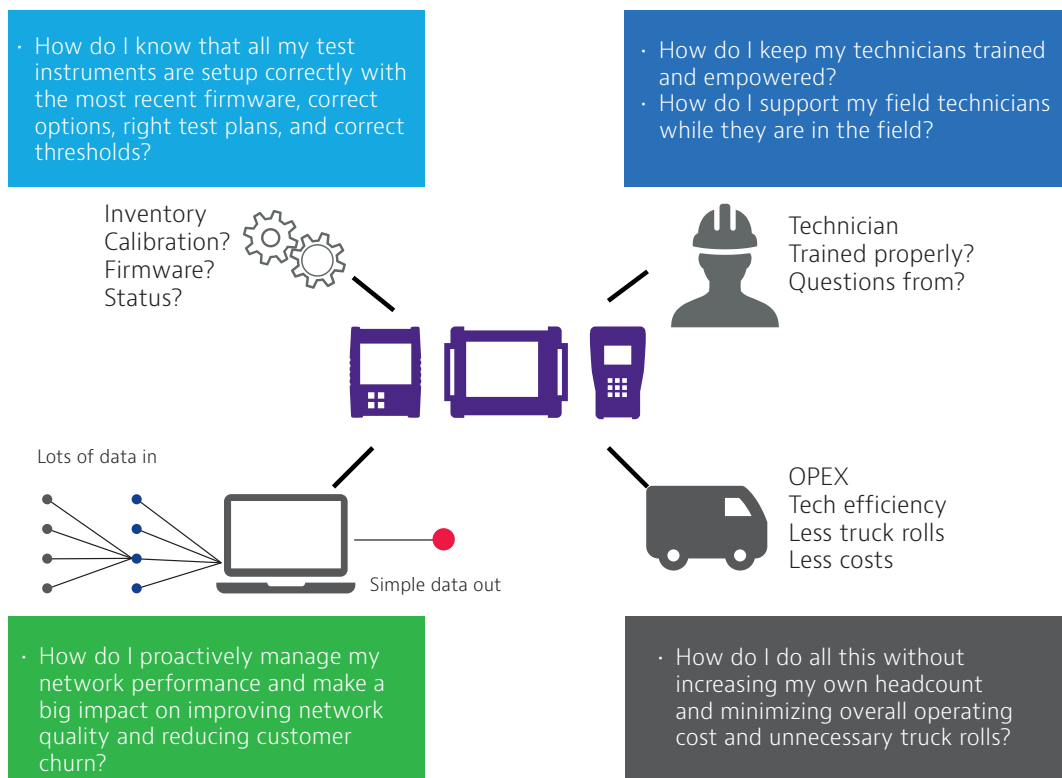 · How do I know that all my test
instruments are setup correctly with
the most recent firmware, correct
options, right test plans, and correct
thresholds?
· How do I keep my technicians trained
and empowered?
· How do I support my field technicians
while they are in the field?
Inventory
Calibration?
Firmware?
Status?
Technician
Trained properly?
Questions from?
Lots of data in
Simple data out
OPEX
Tech efficiency
Less truck rolls
Less costs
· How do I proactively manage my
network performance and make a
big impact on improving network
quality and reducing customer
churn?
· How do I do all this without
increasing my own headcount
and minimizing overall operating
cost and unnecessary truck rolls?